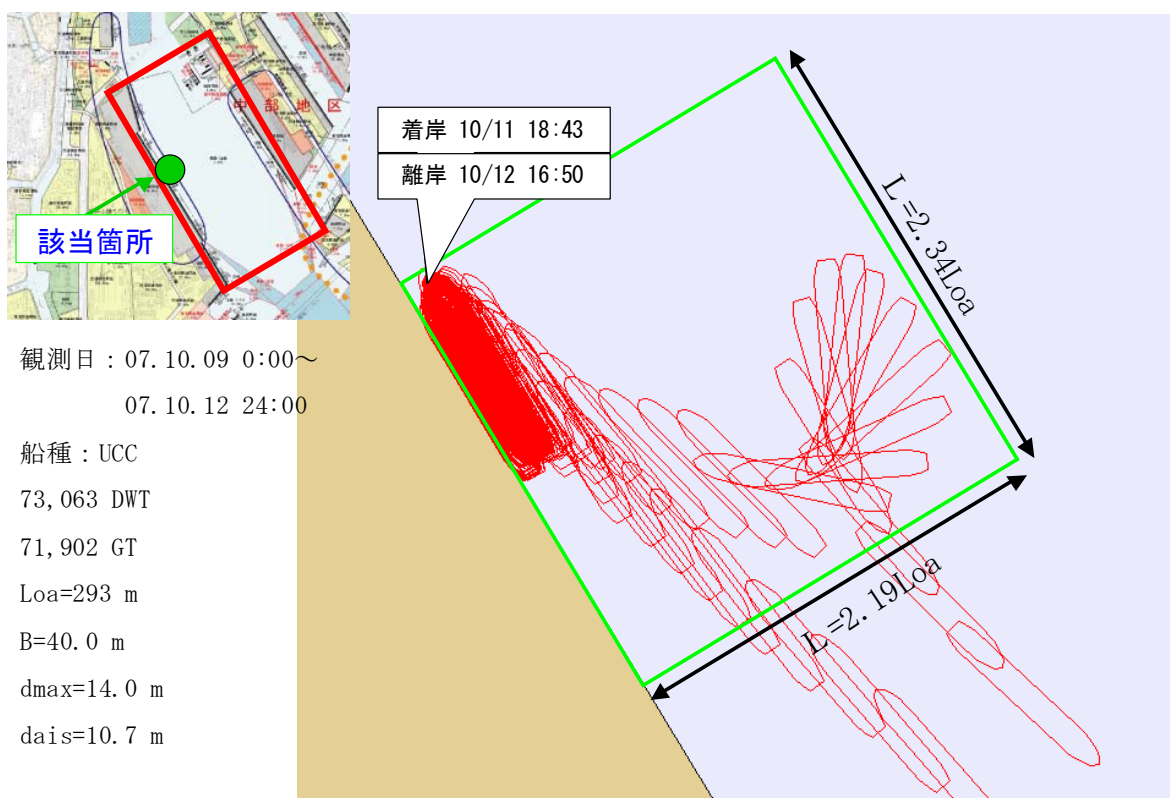 中部地区
該当箇所
着岸 10/11 18:43
離岸 10/12 16:50
L=2.34Loa
L=2.19Loa
観測日：07.10.09 0:00～
07.10.12 24:00
船種：UCC
73,063 DWT
71,902 GT
Loa=293 m
B=40.0 m
dmax=14.0 m
dais=10.7 m